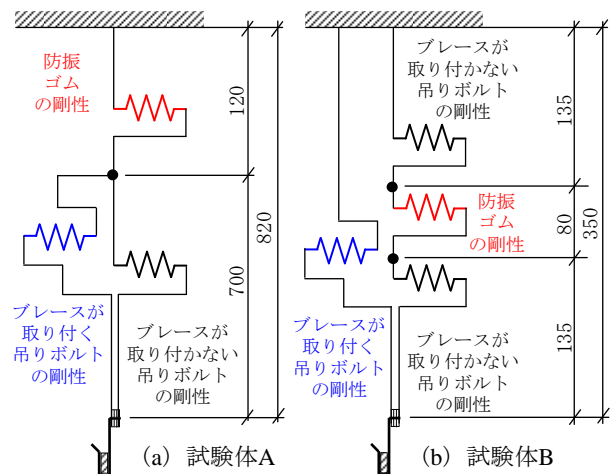 防振
ゴム
の剛性
120
820
700
ブレースが
取り付く
吊りボルト
の剛性
ブレースが
取り付かない
吊りボルト
の剛性
(a) 試験体A
ブレースが
取り付かない
吊りボルト
の剛性
135
防振
ゴム
の剛性
80
350
135
ブレースが
取り付く
吊りボルト
の剛性
ブレースが
取り付かない
吊りボルト
の剛性
(b) 試験体B